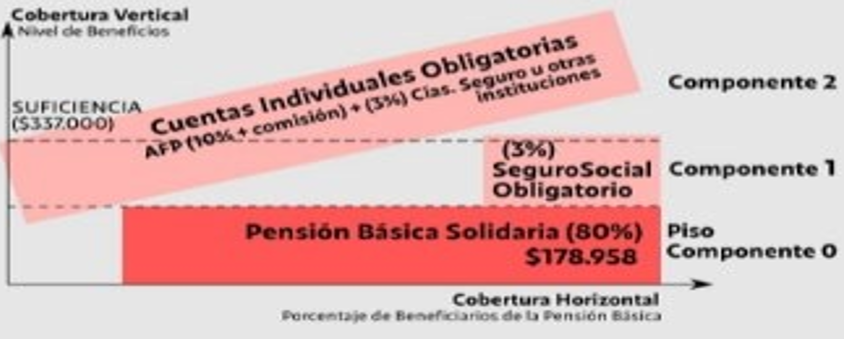 Cobertura Vertical
Nivel de Beneficios
SUFICIENCIA
($337.000)
Cuentas Individuales Obligatorias
AFP (10% + comisión) + (3%) Cías. Seguro u otras
instituciones
Componente 2
(3%)
SeguroSocial
Obligatorio
Componente 1
Pensión Básica Solidaria (80%)
$178.958
Piso
Componente 0
Cobertura Horizontal
Porcentaje de Beneficiarios de la Pensión Básica